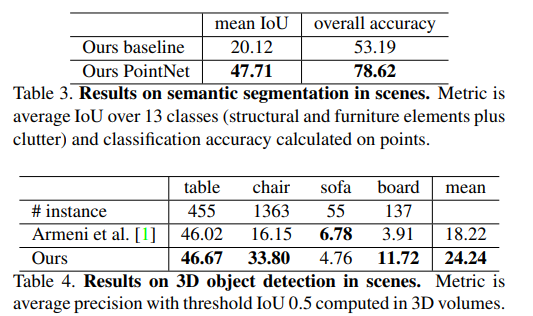 mean IoU overall accuracy
Ours baseline 20.12 53.19
Ours PointNet 47.71 78.62
Table 3. Results on semantic segmentation in scenes. Metric is
average IoU over 13 classes (structural and furniture elements plus
clutter) and classification accuracy calculated on points.
table chair sofa board mean
# instance 455 1363 55 137
Armeni et al. [1] 46.02 16.15 6.78 3.91 18.22
Ours 46.67 33.80 4.76 11.72 24.24
Table 4. Results on 3D object detection in scenes. Metric is
average precision with threshold IoU 0.5 computed in 3D volumes.